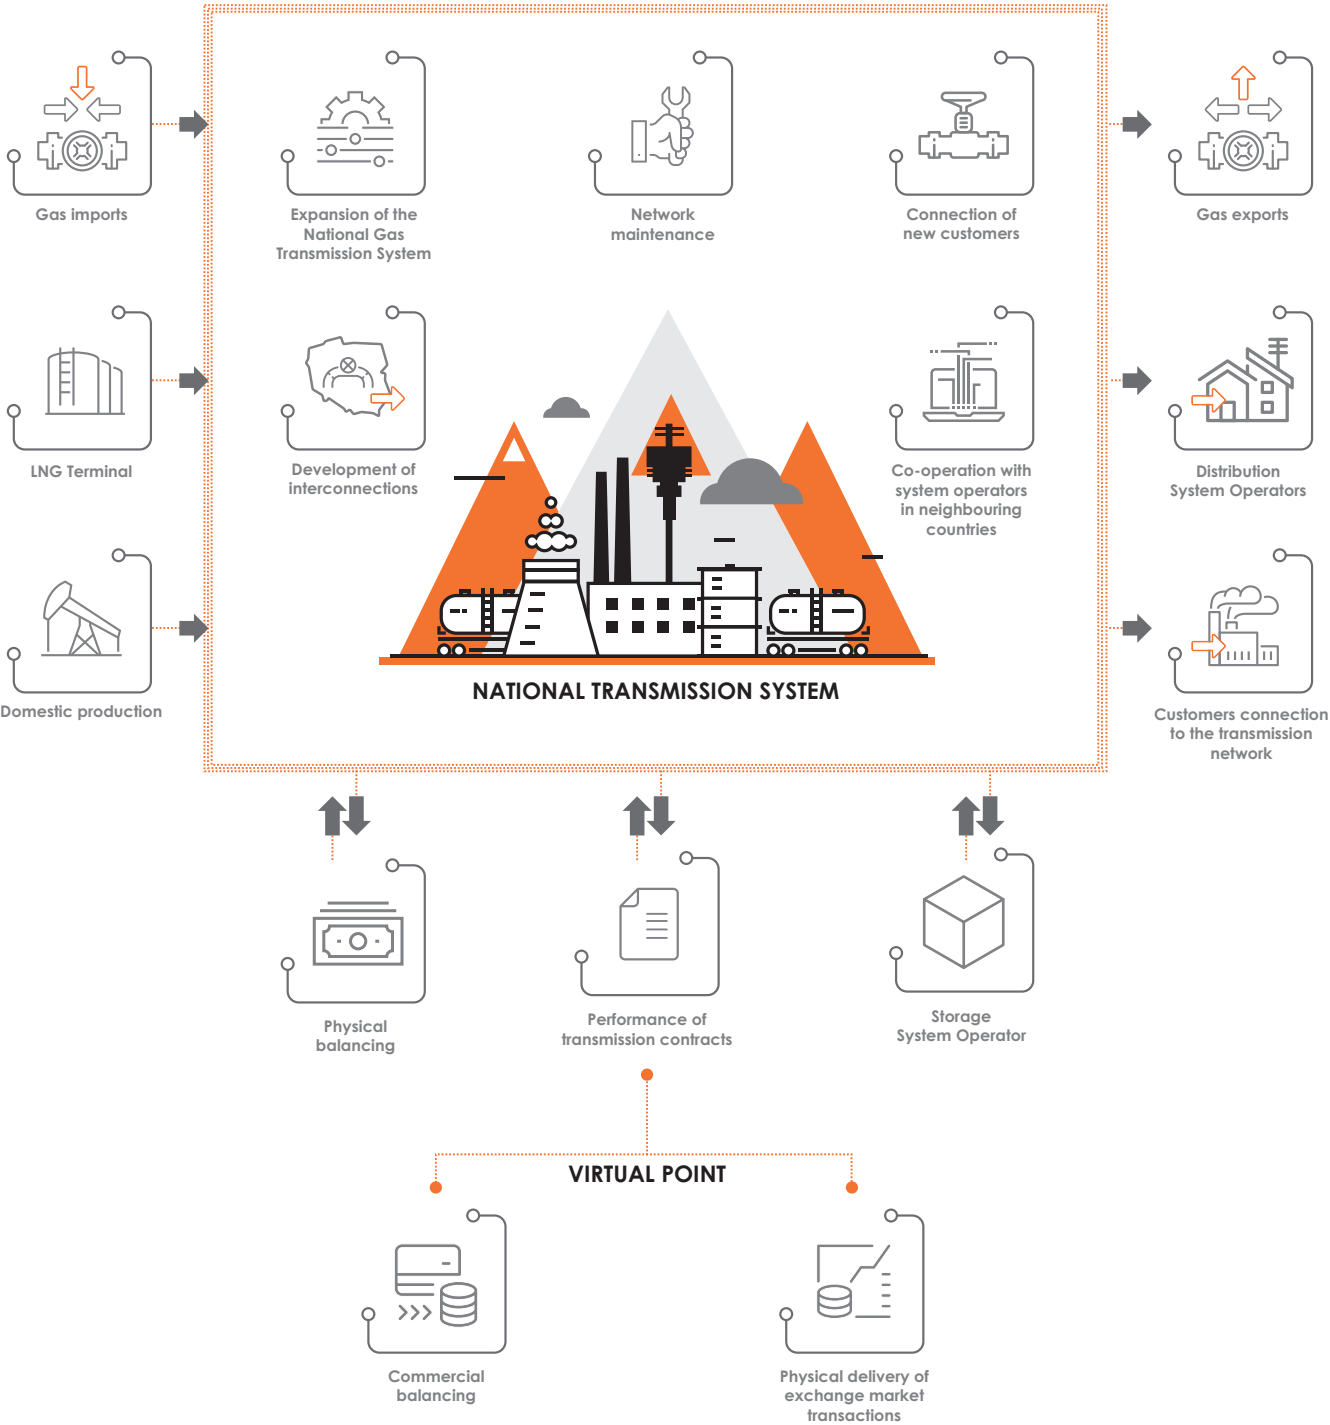 Gas imports
Expansion of the
National Gas
Transmission System
Network
maintenance
Connection of
new customers
Gas exports
LNG Terminal
Development of
interconnections
Co-operation with
system operators
in neighbouring
countries
Distribution
System Operators
Domestic production
NATIONAL TRANSMISSION SYSTEM
Customers connection
to the transmission
network
Physical
balancing
Performance of
transmission contracts
Storage
System Operator
VIRTUAL POINT
Commercial
balancing
Physical delivery of
exchange market
transactions